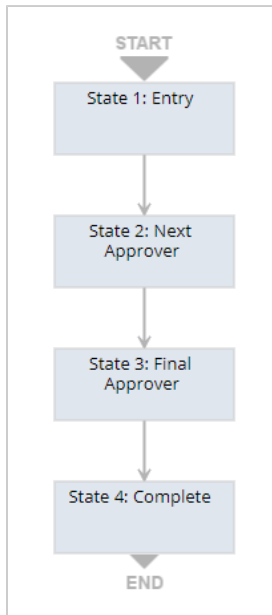 START
State 1: Entry
State 2: Next
Approver
State 3: Final
Approver
State 4: Complete
END